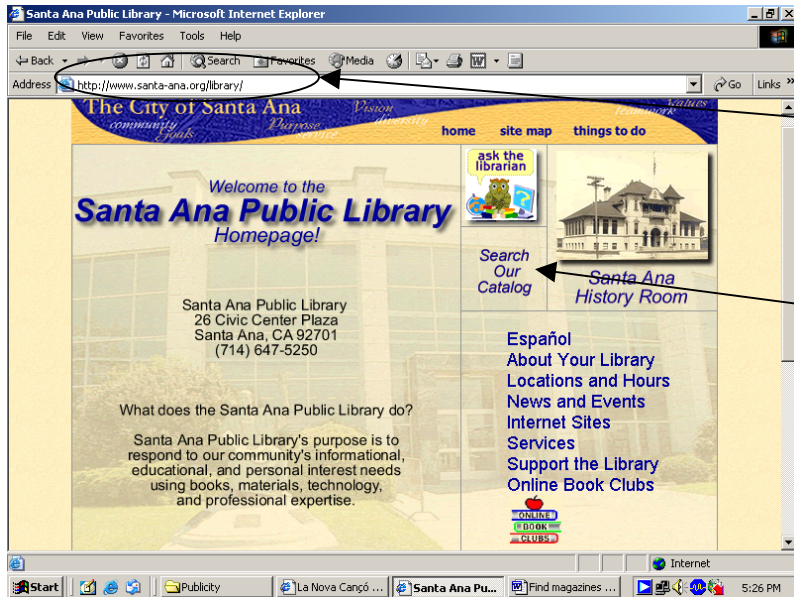 Santa Ana Public Library - Microsoft Internet Explorer
File Edit View Favorites Tools Help
Back Search Favorites Media
Address http://www.santa-ana.org/library/ Go Links »
The City of Santa Ana Vision Values
community Goals Purpose service diversity Teamwork
home site map things to do
ask the
librarian
Welcome to the
Santa Ana Public Library
Homepage!
Search
Our
Catalog
Santa Ana
History Room
Santa Ana Public Library
26 Civic Center Plaza
Santa Ana, CA 92701
(714) 647-5250
What does the Santa Ana Public Library do?
Santa Ana Public Library's purpose is to
respond to our community's informational,
educational, and personal interest needs
using books, materials, technology,
and professional expertise.
Español
About Your Library
Locations and Hours
News and Events
Internet Sites
Services
Support the Library
Online Book Clubs
ONLINE
BOOK
CLUBS
Internet
Start Publicity La Nova Cançó ... Santa Ana Pu... Find magazines ... 5:26 PM